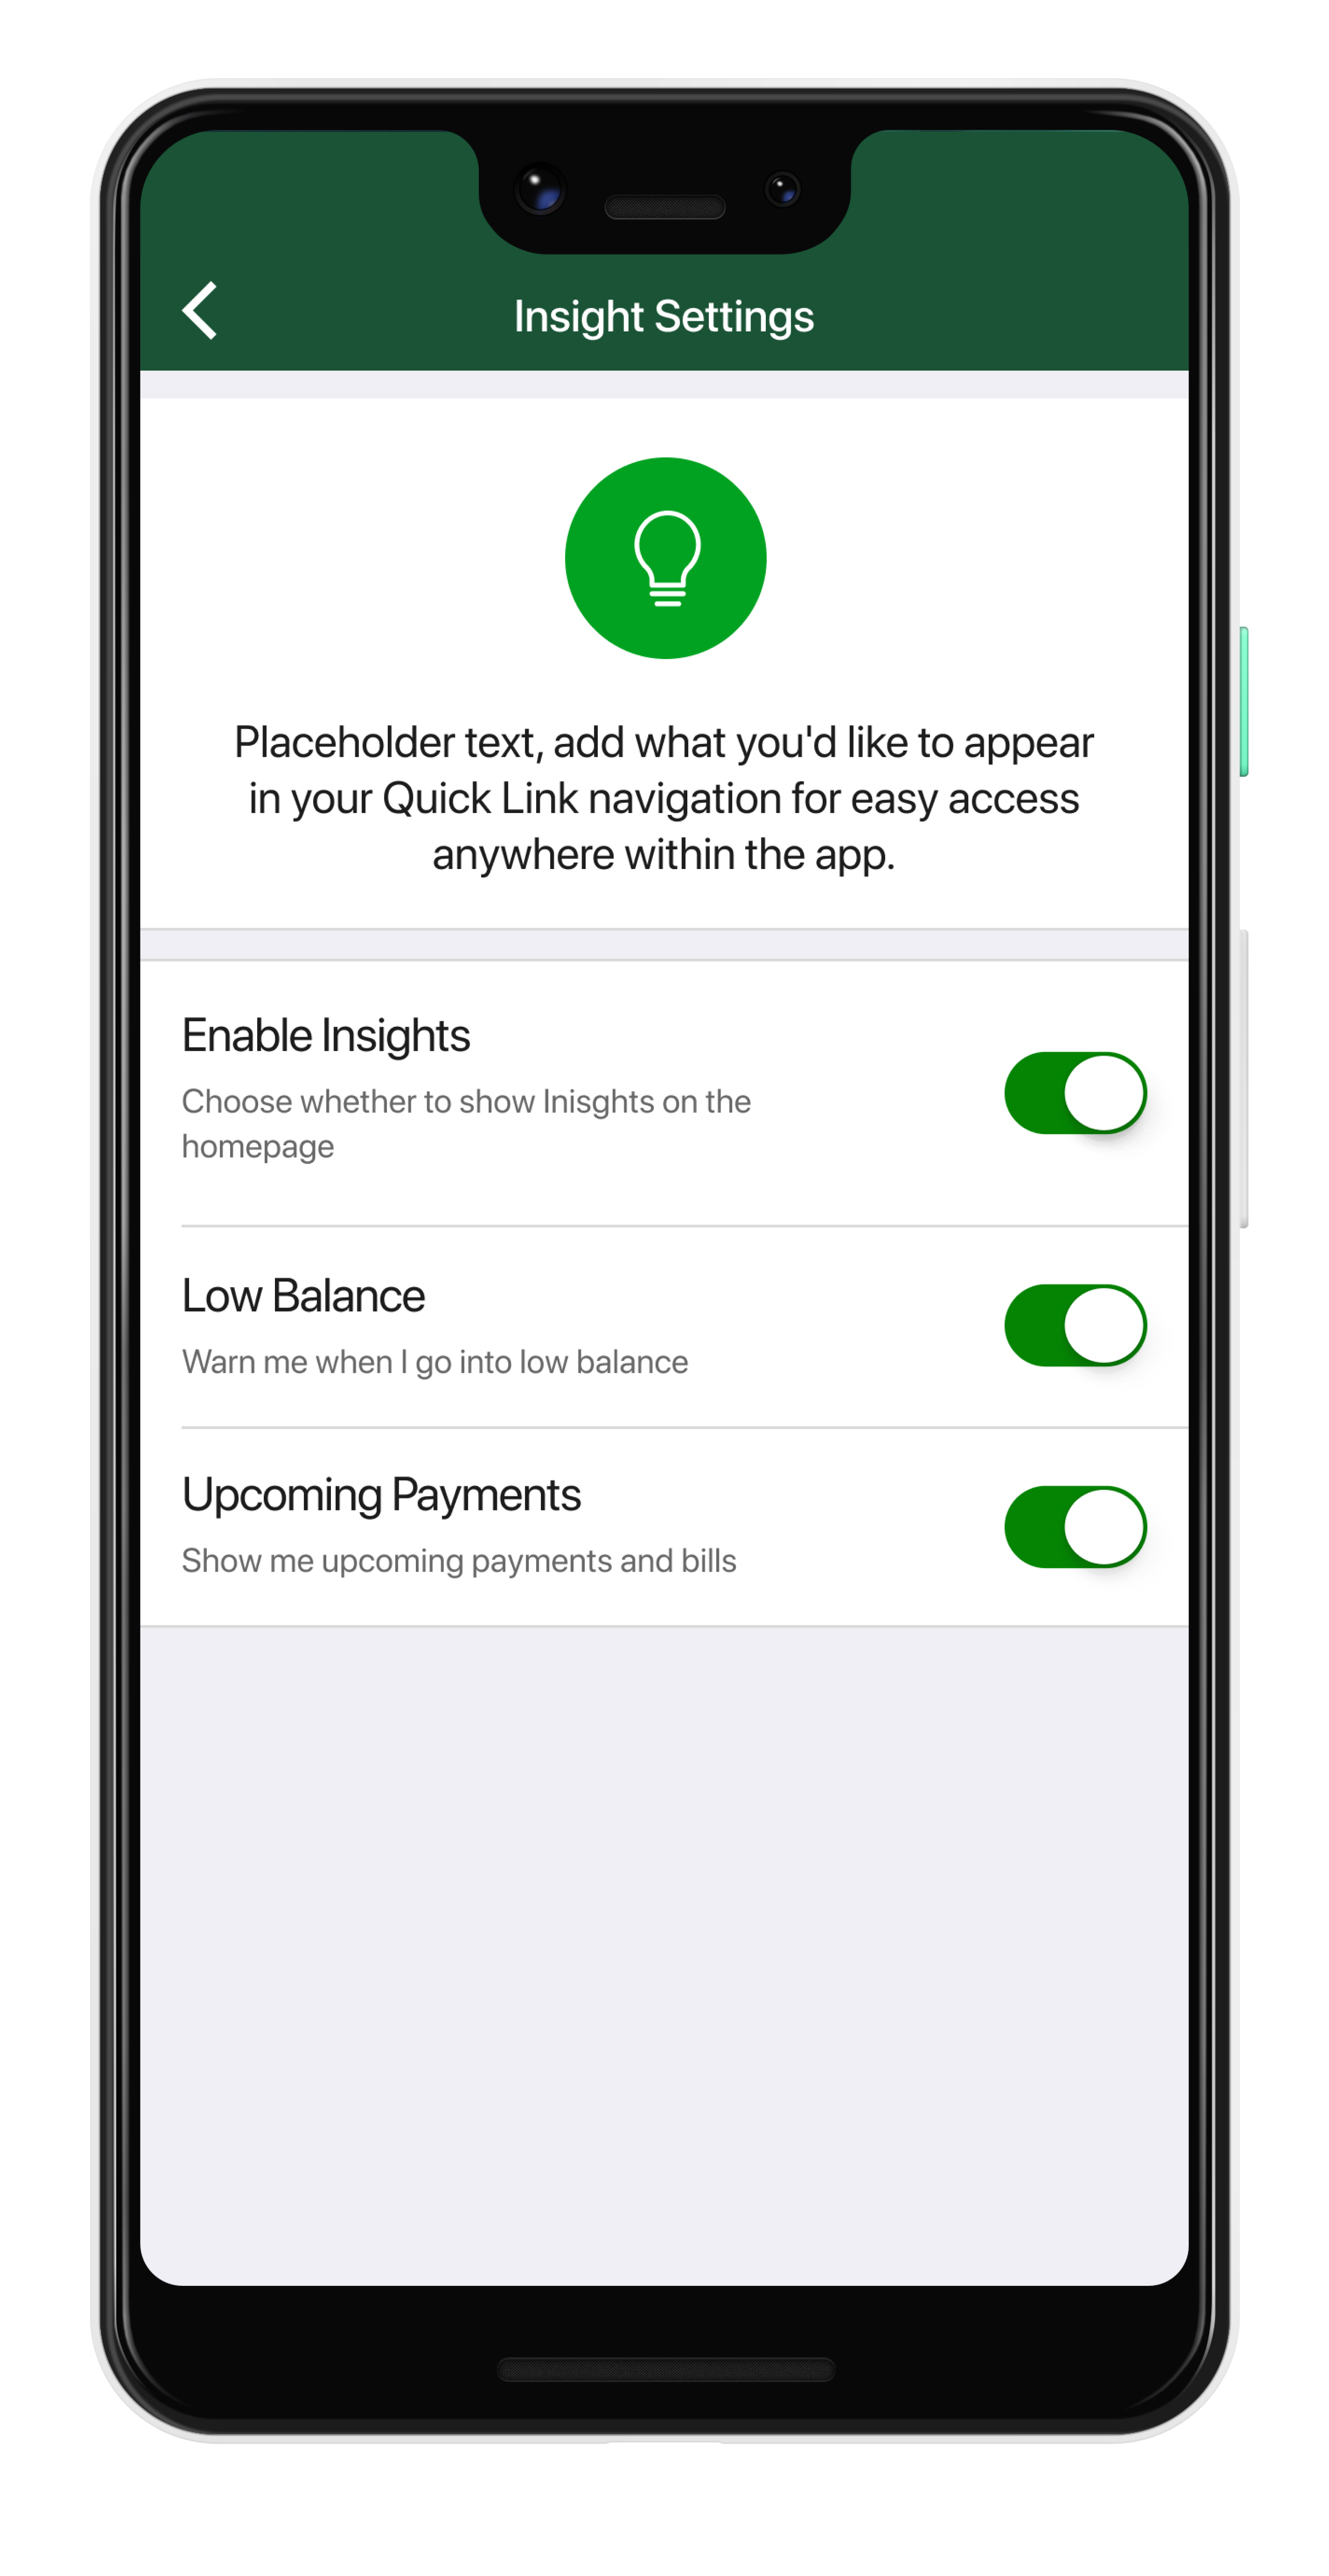 Insight Settings
Placeholder text, add what you'd like to appear
in your Quick Link navigation for easy access
anywhere within the app.
Enable Insights
Choose whether to show Inisghts on the
homepage
Low Balance
Warn me when I go into low balance
Upcoming Payments
Show me upcoming payments and bills